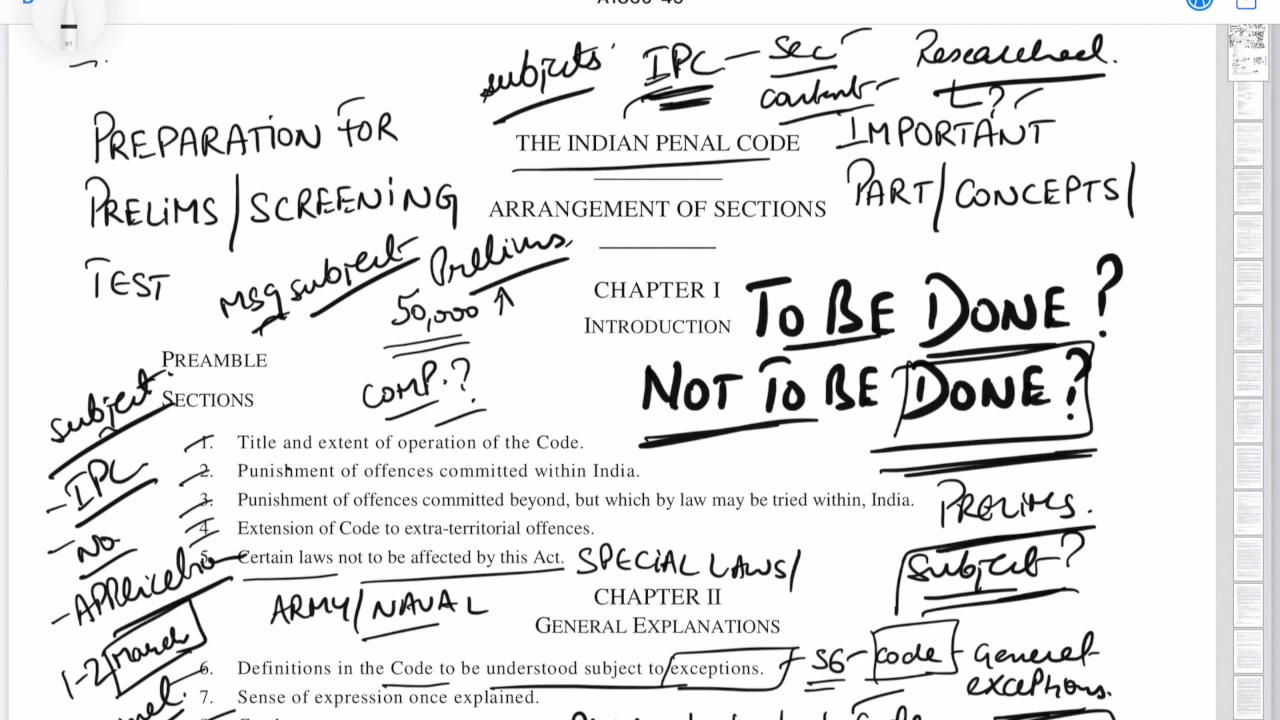 subjects IPC - Sec Researched.
content t?
THE INDIAN PENAL CODE
ARRANGEMENT OF SECTIONS
PREPARATION FOR
PRELIMS/SCREENING
TEST
IMPORTANT
PART/CONCEPTS/
MSQ subject
Prelims
50,000 ↑
COMP.?
CHAPTER I
INTRODUCTION
TO BE DONE?
NOT TO BE DONE?
PREAMBLE
SECTIONS
1. Title and extent of operation of the Code.
2. Punishment of offences committed within India.
3. Punishment of offences committed beyond, but which by law may be tried within, India.
4. Extension of Code to extra-territorial offences.
5. Certain laws not to be affected by this Act. SPECIAL LAWS/
ARMY/NAVAL
Subject.
- IPC
- No
- Application
1-2 March
PRELIMS.
Subject?
CHAPTER II
GENERAL EXPLANATIONS
6. Definitions in the Code to be understood subject to exceptions. - S6 - Code - General
exceptions.
7. Sense of expression once explained